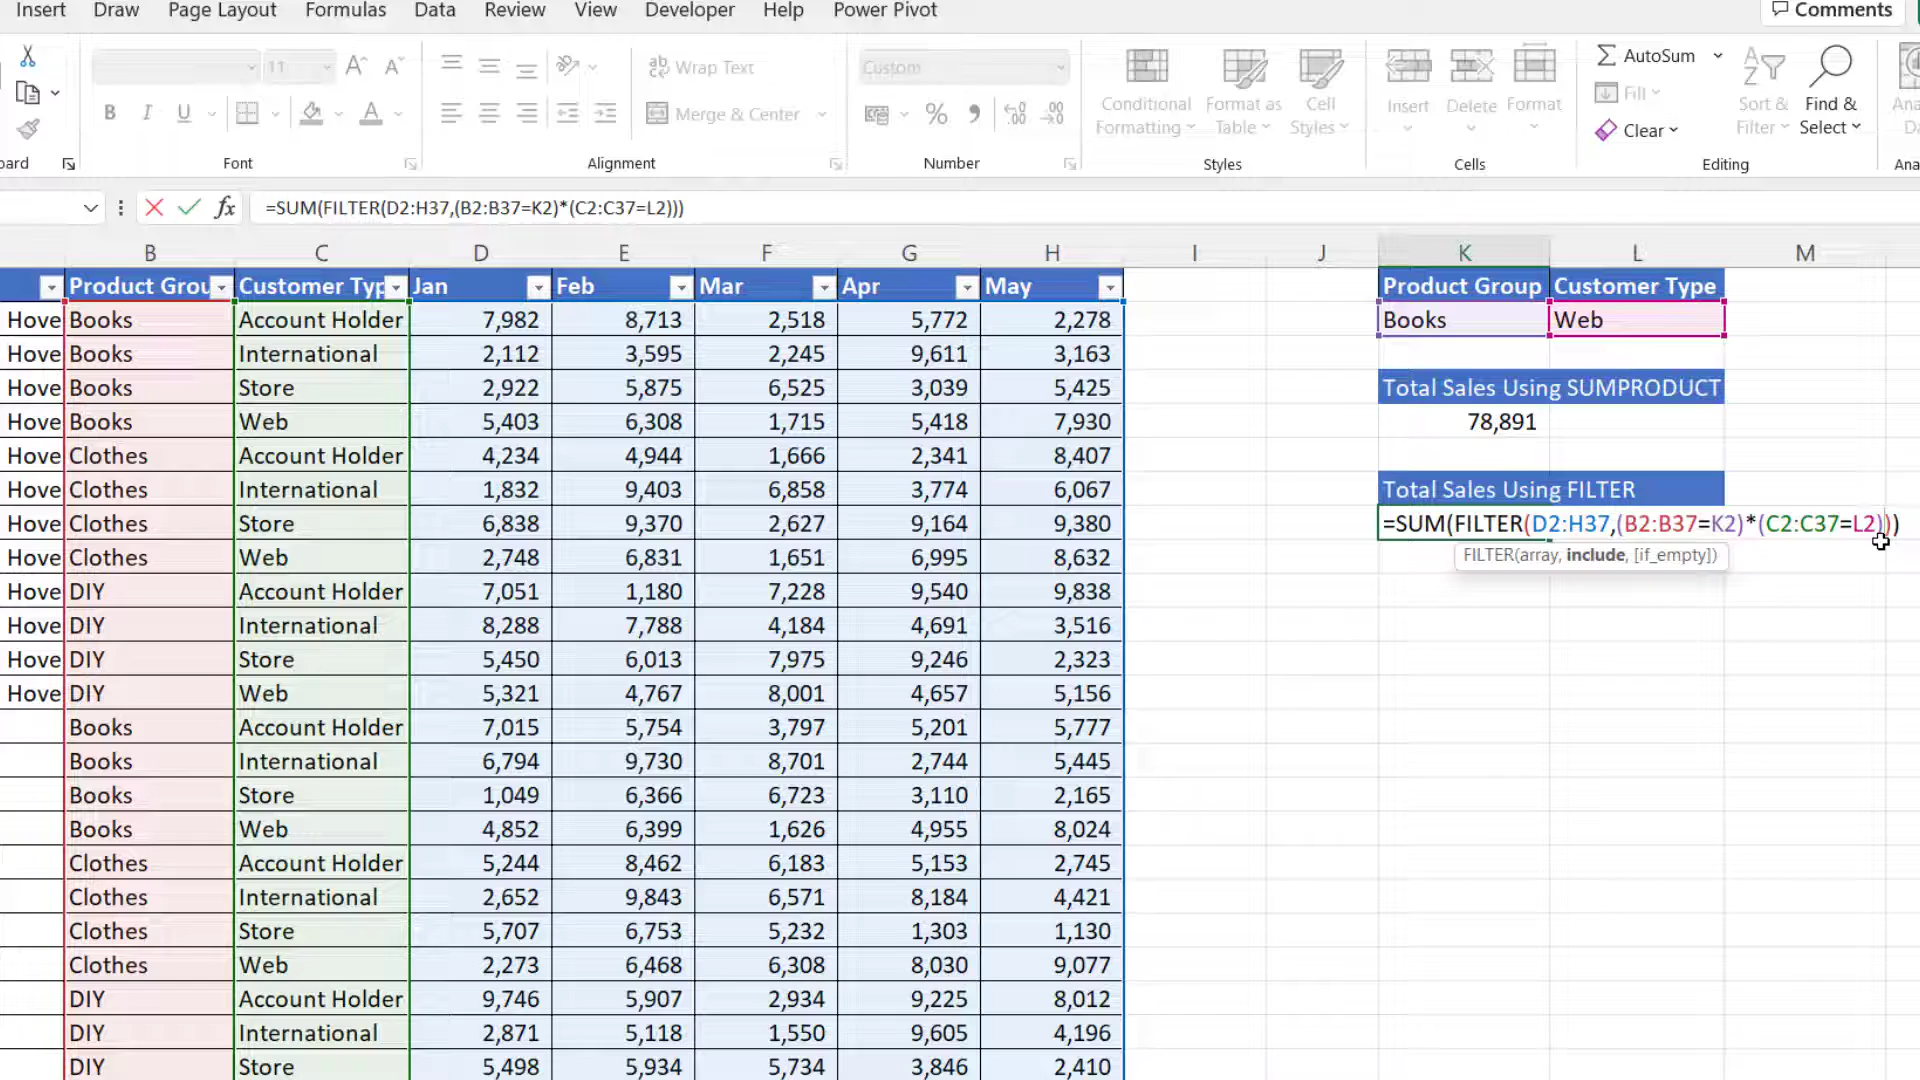 Insert Draw Page Layout Formulas Data Review View Developer Help Power Pivot Comments
11 Wrap Text Custom AutoSum
Conditional Format as Cell Insert Delete Format Fill Sort & Find &
B I U Merge & Center Formatting Table Styles Clear Filter Select
Font Alignment Number Styles Cells Editing
fx =SUM(FILTER(D2:H37,(B2:B37=K2)*(C2:C37=L2)))
B C D E F G H I J K L M
Product Grou Customer Typ Jan Feb Mar Apr May Product Group Customer Type
Hove Books Account Holder 7,982 8,713 2,518 5,772 2,278 Books Web
Hove Books International 2,112 3,595 2,245 9,611 3,163
Hove Books Store 2,922 5,875 6,525 3,039 5,425 Total Sales Using SUMPRODUCT
Hove Books Web 5,403 6,308 1,715 5,418 7,930 78,891
Hove Clothes Account Holder 4,234 4,944 1,666 2,341 8,407
Hove Clothes International 1,832 9,403 6,858 3,774 6,067 Total Sales Using FILTER
Hove Clothes Store 6,838 9,370 2,627 9,164 9,380 =SUM(FILTER(D2:H37,(B2:B37=K2)*(C2:C37=L2)))
Hove Clothes Web 2,748 6,831 1,651 6,995 8,632 FILTER(array, include, [if_empty])
Hove DIY Account Holder 7,051 1,180 7,228 9,540 9,838
Hove DIY International 8,288 7,788 4,184 4,691 3,516
Hove DIY Store 5,450 6,013 7,975 9,246 2,323
Hove DIY Web 5,321 4,767 8,001 4,657 5,156
Books Account Holder 7,015 5,754 3,797 5,201 5,777
Books International 6,794 9,730 8,701 2,744 5,445
Books Store 1,049 6,366 6,723 3,110 2,165
Books Web 4,852 6,399 1,626 4,955 8,024
Clothes Account Holder 5,244 8,462 6,183 5,153 2,745
Clothes International 2,652 9,843 6,571 8,184 4,421
Clothes Store 5,707 6,753 5,232 1,303 1,130
Clothes Web 2,273 6,468 6,308 8,030 9,077
DIY Account Holder 9,746 5,907 2,934 9,225 8,012
DIY International 2,871 5,118 1,550 9,605 4,196
DIY Store 5,498 5,934 5,734 3,846 2,410